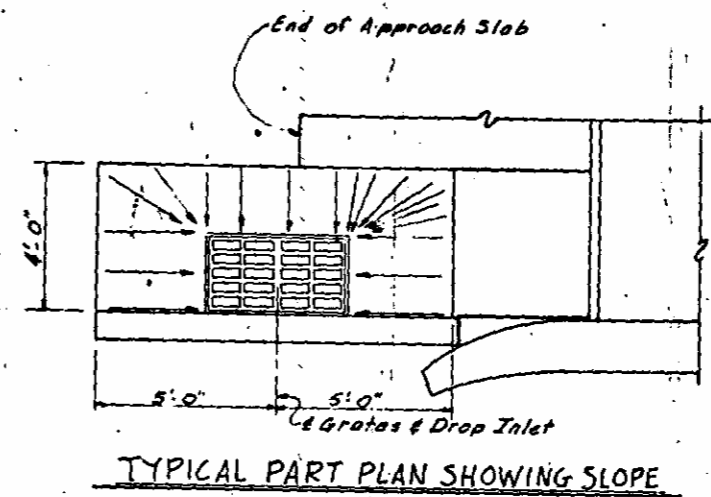 End of Approach Slab
4'-0"
5'-0" 5'-0"
℄ Grates & Drop Inlet
TYPICAL PART PLAN SHOWING SLOPE